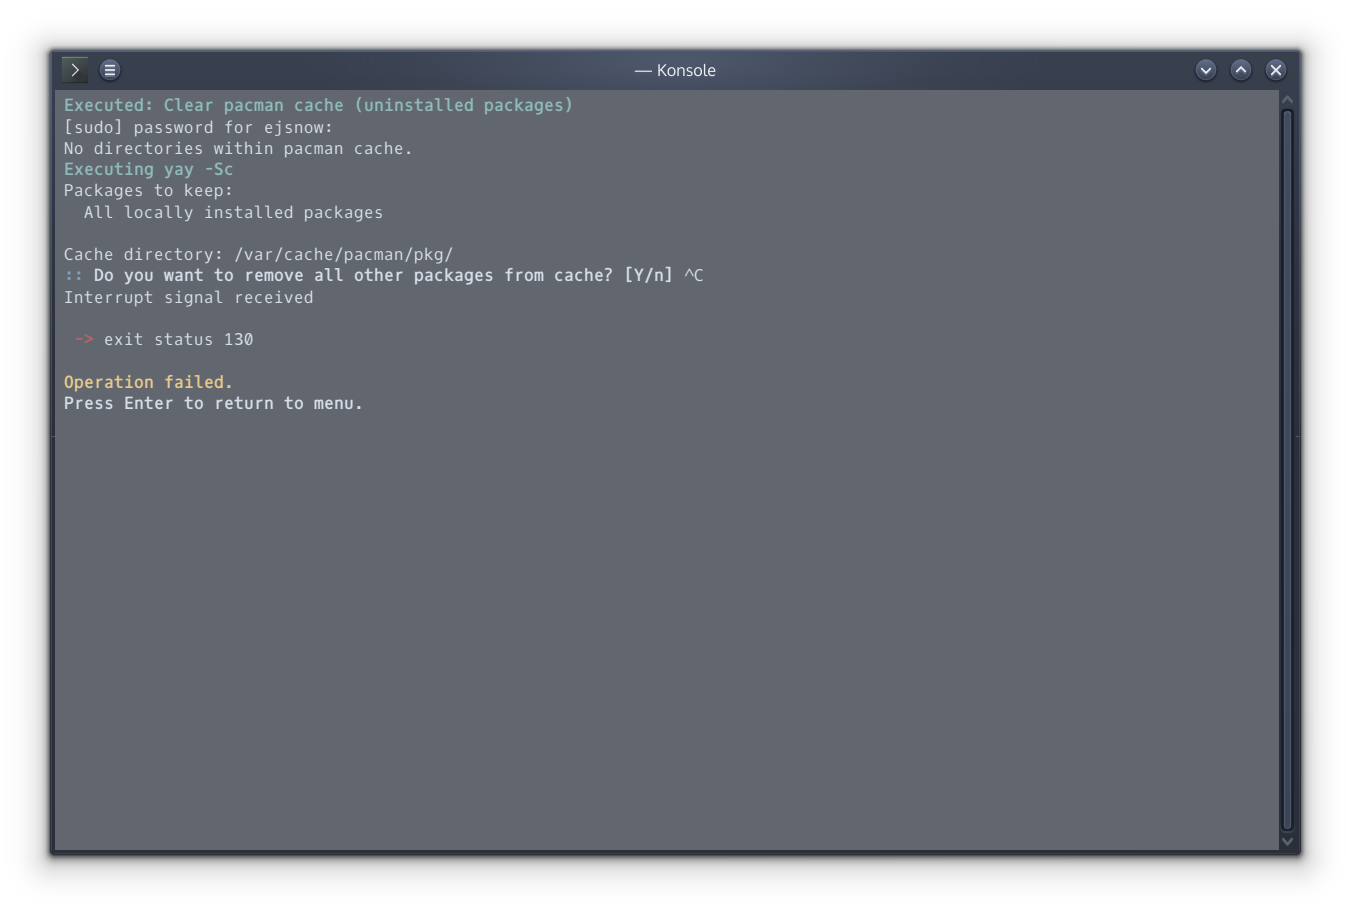 — Konsole
Executed: Clear pacman cache (uninstalled packages)
[sudo] password for ejsnow:
No directories within pacman cache.
Executing yay -Sc
Packages to keep:
  All locally installed packages
Cache directory: /var/cache/pacman/pkg/
:: Do you want to remove all other packages from cache? [Y/n] ^C
Interrupt signal received
-> exit status 130
Operation failed.
Press Enter to return to menu.